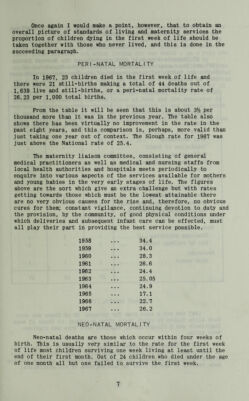 Once again I would make a point, however, that to obtain an
overall picture of standards of living and maternity services the
proportion of children dying in the first week of life should be
taken together with those who never lived, and this is done in the
succeeding paragraph.
PERI-NATAL MORTALITY
In 1967, 23 children died in the first week of life and
there were 21 still-births making a total of 44 deaths out of
1,639 live and still-births, or a peri-natal mortality rate of
26.23 per 1,000 total births.
From the table it will be seen that this is about 3½ per
thousand more than it was in the previous year. The table also
shows there has been virtually no improvement in the rate in the
past eight years, and this comparison is, perhaps, more valid than
just taking one year out of context. The Slough rate for 1967 was
just above the National rate of 25.4.
The maternity liaison committee, consisting of general
medical practitioners as well as medical and nursing staffs from
local health authorities and hospitals meets periodically to
enquire into various aspects of the services available for mothers
and young babies in the very early stages of life. The figures
above are the sort which give an extra challenge but with rates
getting towards those which must be the lowest attainable there
are no very obvious causes for the rise and, therefore, no obvious
cures for them; constant vigilance, continuing devotion to duty and
the provision, by the community, of good physical conditions under
which deliveries and subsequent infant care can be effected, must
all play their part in providing the best service possible.
1958 ... 34.4
1959 ... 34.0
1960 ... 28.3
1961 ... 26.6
1962 ... 24.4
1963 ... 25.05
1964 ... 24.9
1965 ... 17.1
1966 ... 22.7
1967 ... 26.2
NEO-NATAL MORTALITY
Neo-natal deaths are those which occur within four weeks of
birth. This is usually very similar to the rate for the first week
of life most children surviving one week living at least until the
end of their first month. Out of 24 children who died under the age
of one month all but one failed to survive the first week.
7